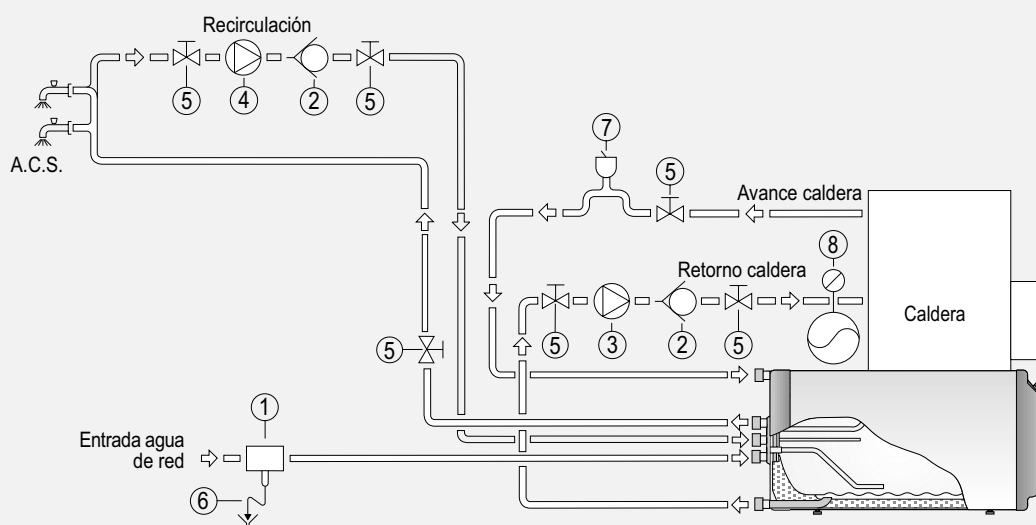 Recirculación
5
4
2
5
A.C.S.
7
5
Avance caldera
8
Retorno caldera
Caldera
5
3
2
5
5
1
Entrada agua
de red
6